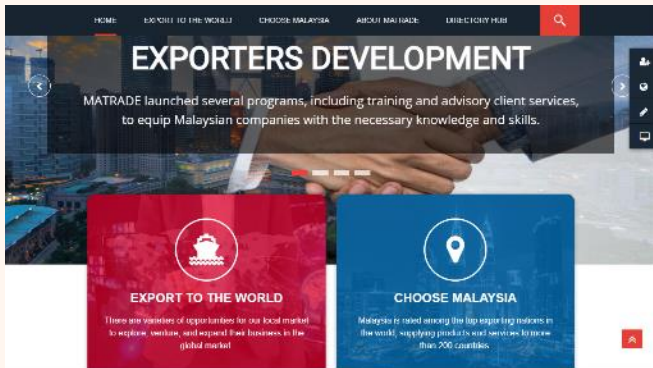 HOME EXPORT TO THE WORLD CHOOSE MALAYSIA ABOUT MATRADE DIRECTORY HUB
EXPORTERS DEVELOPMENT
MATRADE launched several programs, including training and advisory client services,
to equip Malaysian companies with the necessary knowledge and skills.
EXPORT TO THE WORLD
There are varieties of opportunities for our local market
to explore, venture, and expand their business in the
global market
CHOOSE MALAYSIA
Malaysia is rated among the top exporting nations in
the world, supplying products and services to more
than 200 countries